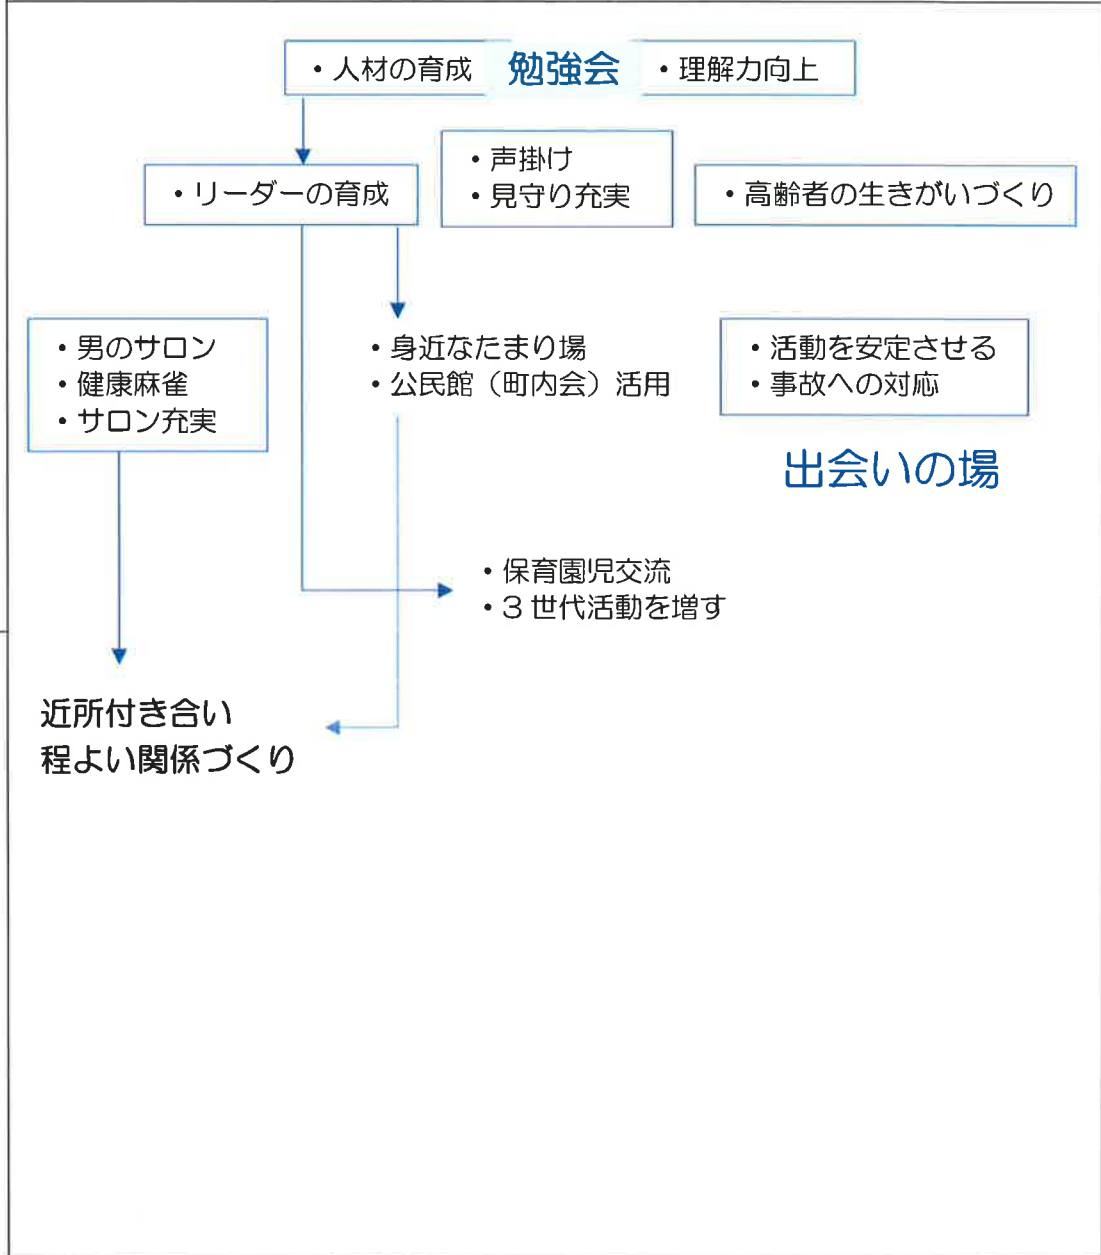 ・人材の育成 勉強会 ・理解力向上
・リーダーの育成
・声掛け
・見守り充実
・高齢者の生きがいづくり
・男のサロン
・健康麻雀
・サロン充実
・身近なたまり場
・公民館（町内会）活用
・活動を安定させる
・事故への対応
出会いの場
・保育園児交流
・３世代活動を増す
近所付き合い
程よい関係づくり